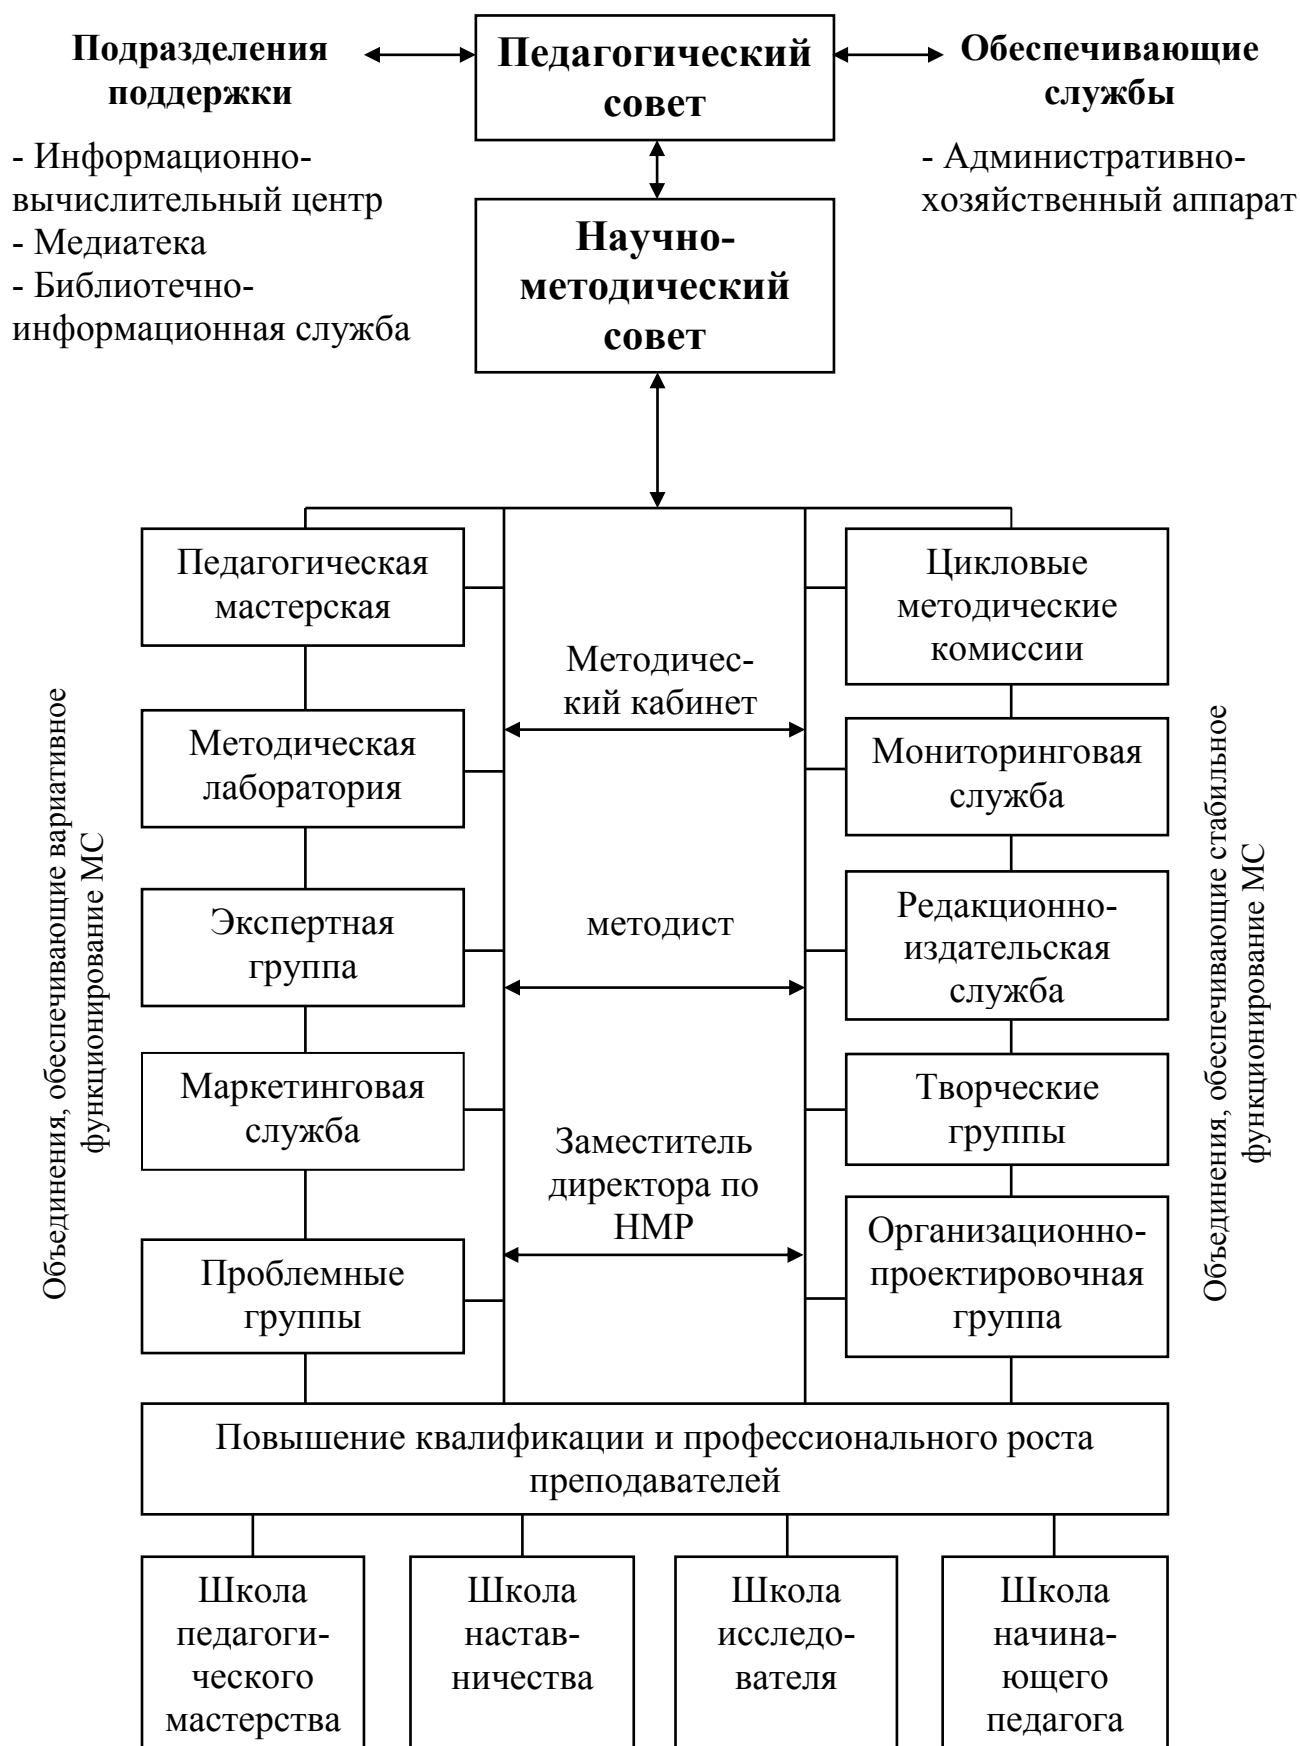 Подразделения
поддержки
Педагогический
совет
Обеспечивающие
службы
- Информационно-
вычислительный центр
- Медиатека
- Библиотечно-
информационная служба
- Административно-
хозяйственный аппарат
Научно-
методический
совет
Объединения, обеспечивающие вариативное
функционирование МС
Педагогическая
мастерская
Методическая
лаборатория
Экспертная
группа
Маркетинговая
служба
Проблемные
группы
Методичес-
кий кабинет
методист
Заместитель
директора по
НМР
Цикловые
методические
комиссии
Мониторинговая
служба
Редакционно-
издательская
служба
Творческие
группы
Организационно-
проектировочная
группа
Объединения, обеспечивающие стабильное
функционирование МС
Повышение квалификации и профессионального роста
преподавателей
Школа
педагоги-
ческого
мастерства
Школа
настав-
ничества
Школа
исследо-
вателя
Школа
начина-
ющего
педагога